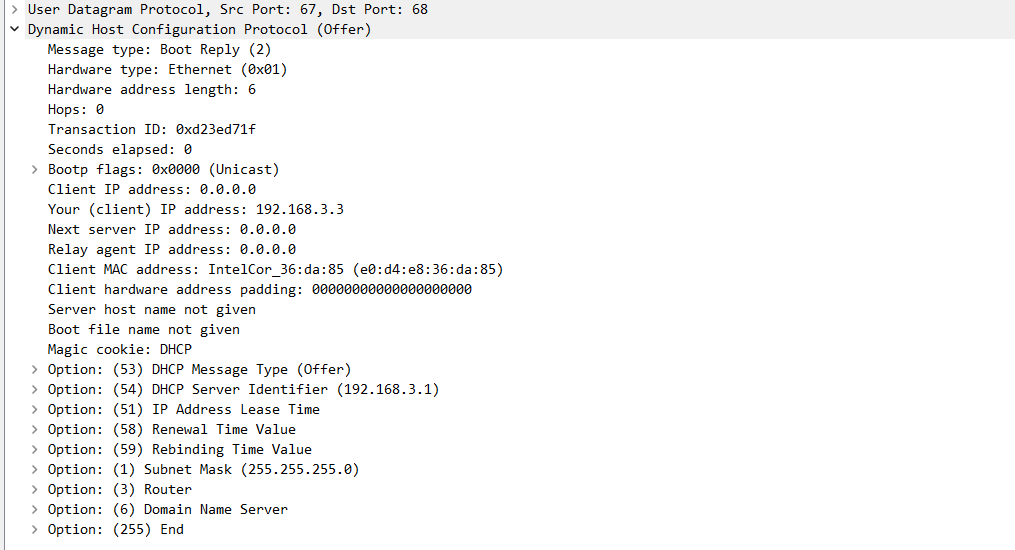 User Datagram Protocol, Src Port: 67, Dst Port: 68
Dynamic Host Configuration Protocol (Offer)
Message type: Boot Reply (2)
Hardware type: Ethernet (0x01)
Hardware address length: 6
Hops: 0
Transaction ID: 0xd23ed71f
Seconds elapsed: 0
Bootp flags: 0x0000 (Unicast)
Client IP address: 0.0.0.0
Your (client) IP address: 192.168.3.3
Next server IP address: 0.0.0.0
Relay agent IP address: 0.0.0.0
Client MAC address: IntelCor_36:da:85 (e0:d4:e8:36:da:85)
Client hardware address padding: 00000000000000000000
Server host name not given
Boot file name not given
Magic cookie: DHCP
Option: (53) DHCP Message Type (Offer)
Option: (54) DHCP Server Identifier (192.168.3.1)
Option: (51) IP Address Lease Time
Option: (58) Renewal Time Value
Option: (59) Rebinding Time Value
Option: (1) Subnet Mask (255.255.255.0)
Option: (3) Router
Option: (6) Domain Name Server
Option: (255) End